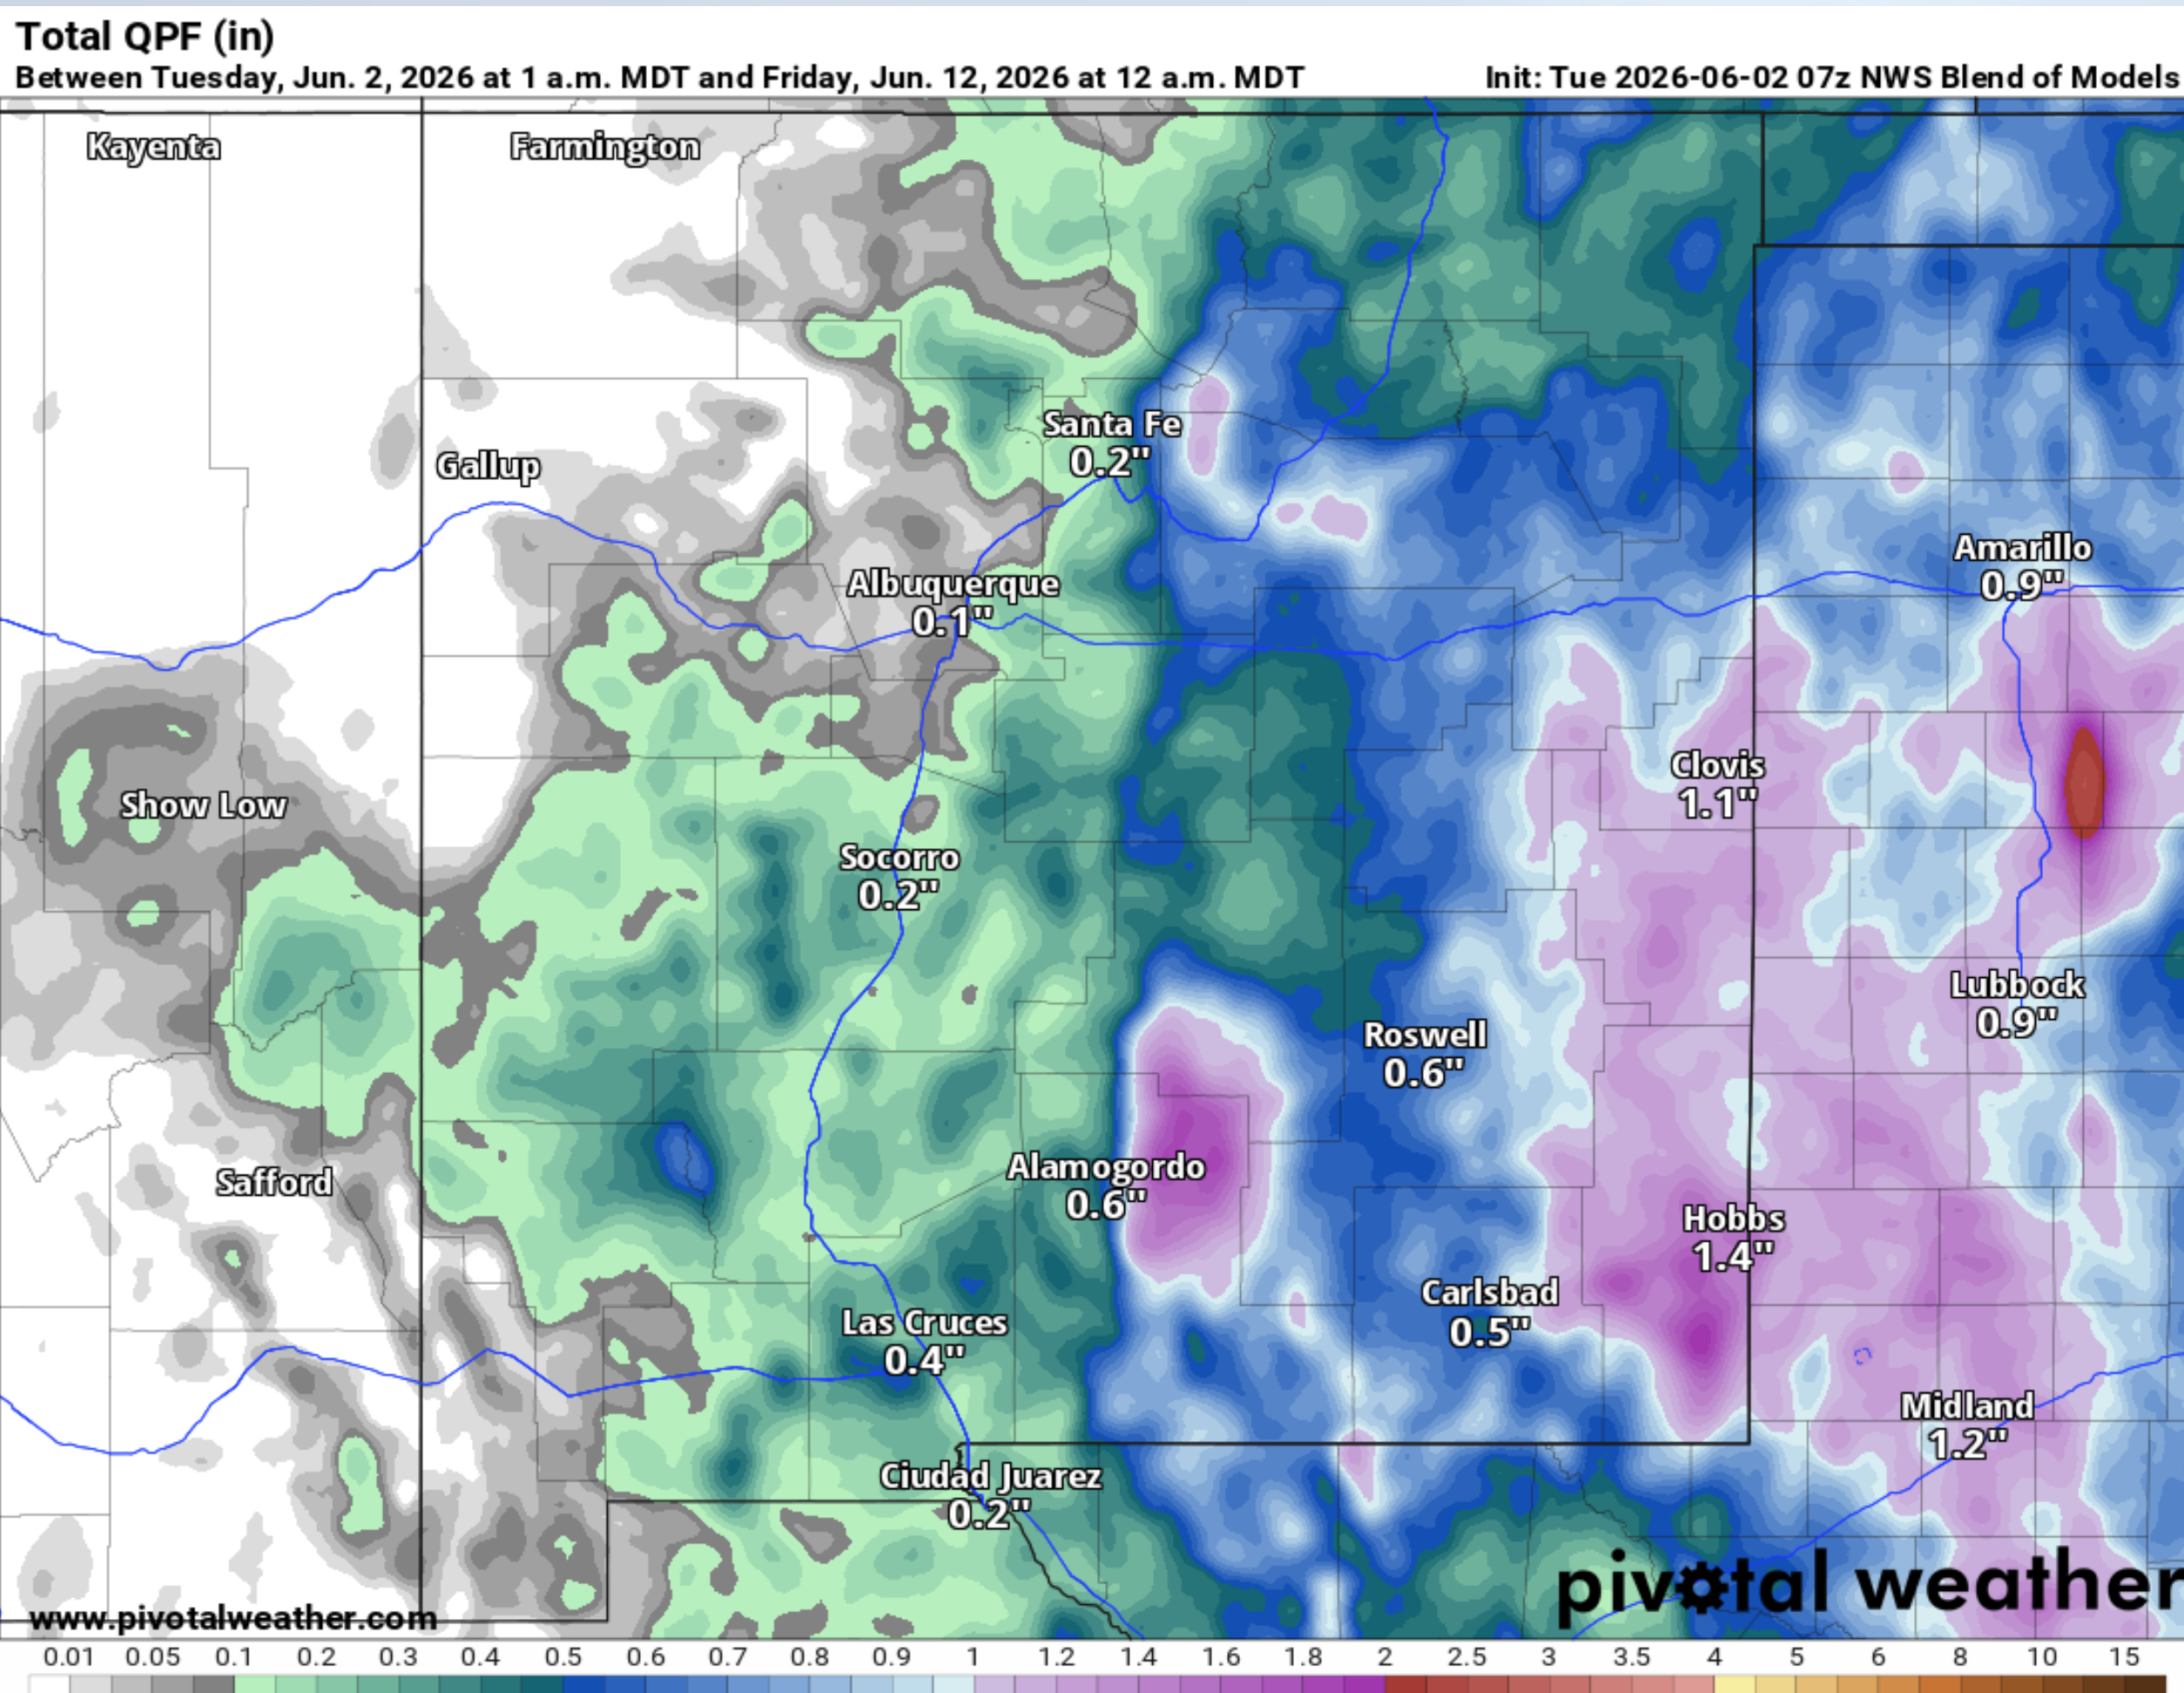 Total QPF (in)
Between Tuesday, Jun. 2, 2026 at 1 a.m. MDT and Friday, Jun. 12, 2026 at 12 a.m. MDT
Init: Tue 2026-06-02 07z NWS Blend of Models
Kayenta
Farmington
Santa Fe
0.2"
Gallup
Amarillo
0.9"
Albuquerque
0.1"
Clovis
1.1"
Show Low
Socorro
0.2"
Lubbock
0.9"
Roswell
0.6"
Alamogordo
0.6"
Safford
Hobbs
1.4"
Carlsbad
0.5"
Las Cruces
0.4"
Midland
1.2"
Ciudad Juarez
0.2"
pivotal weather
www.pivotalweather.com
0.01 0.05 0.1 0.2 0.3 0.4 0.5 0.6 0.7 0.8 0.9 1 1.2 1.4 1.6 1.8 2 2.5 3 3.5 4 5 6 8 10 15